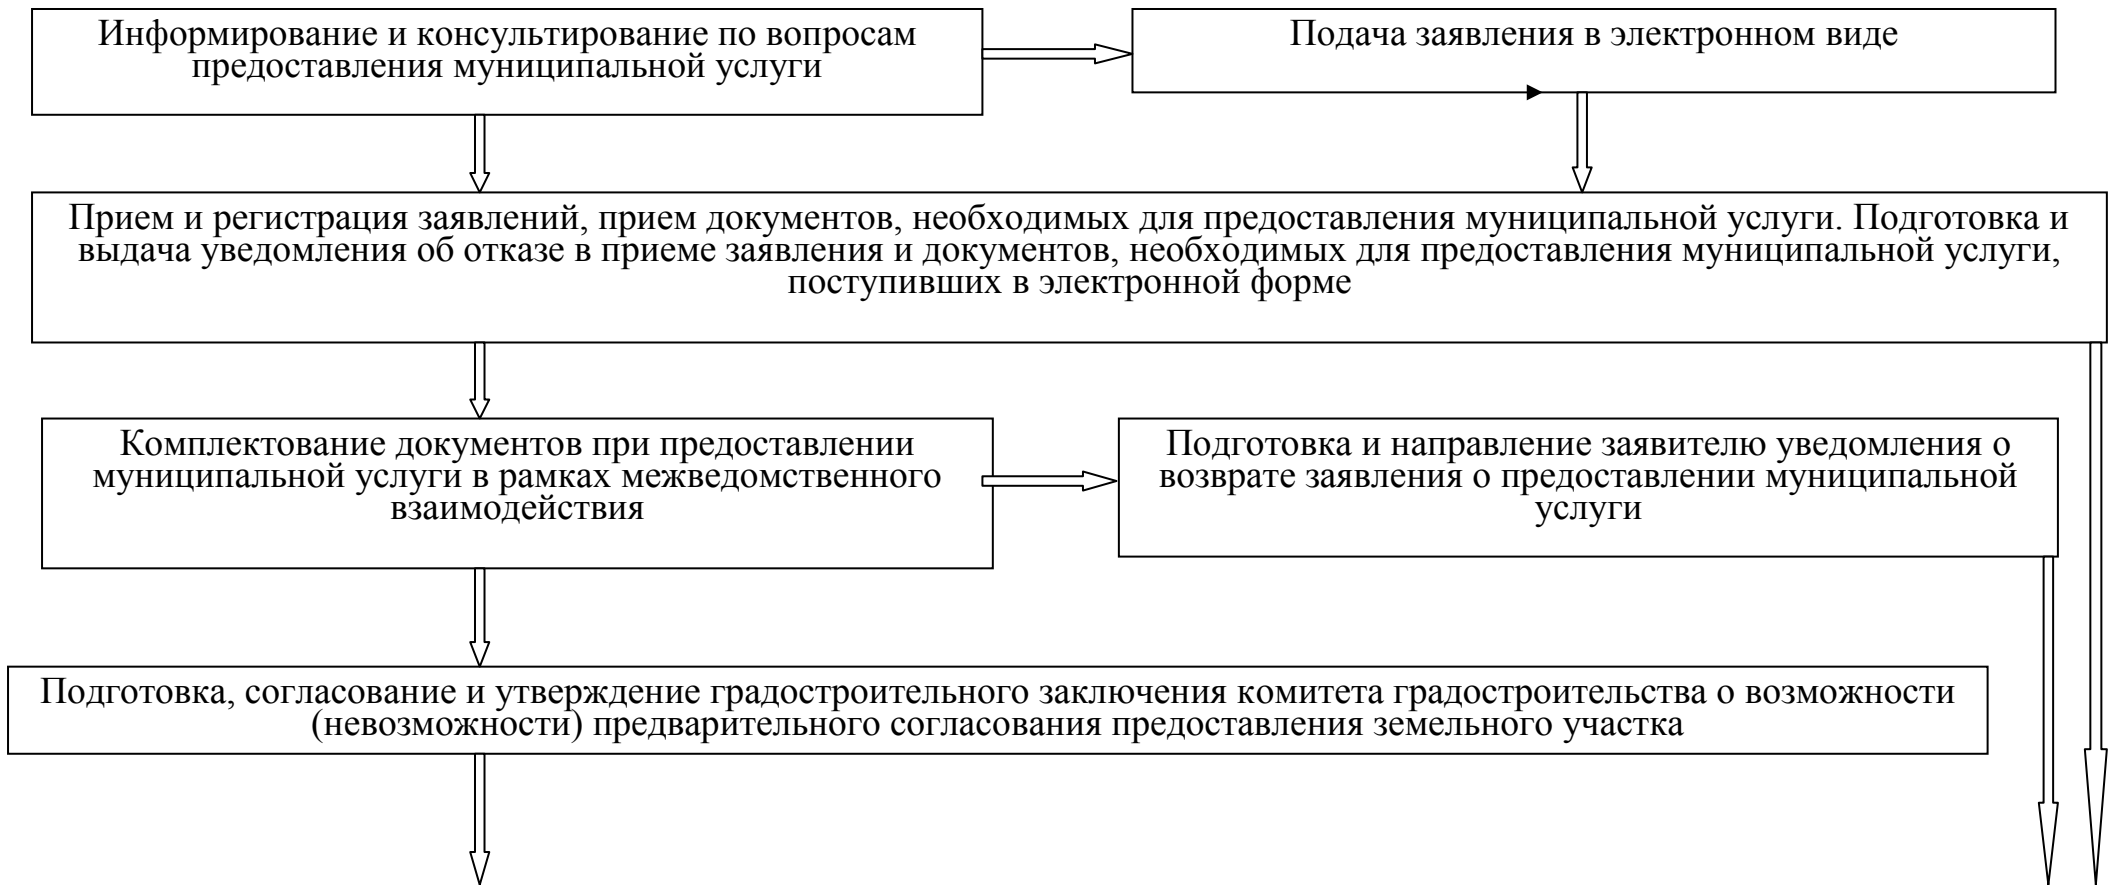 Информирование и консультирование по вопросам
предоставления муниципальной услуги
Подача заявления в электронном виде
Прием и регистрация заявлений, прием документов, необходимых для предоставления муниципальной услуги. Подготовка и
выдача уведомления об отказе в приеме заявления и документов, необходимых для предоставления муниципальной услуги,
поступивших в электронной форме
Комплектование документов при предоставлении
муниципальной услуги в рамках межведомственного
взаимодействия
Подготовка и направление заявителю уведомления о
возврате заявления о предоставлении муниципальной
услуги
Подготовка, согласование и утверждение градостроительного заключения комитета градостроительства о возможности
(невозможности) предварительного согласования предоставления земельного участка